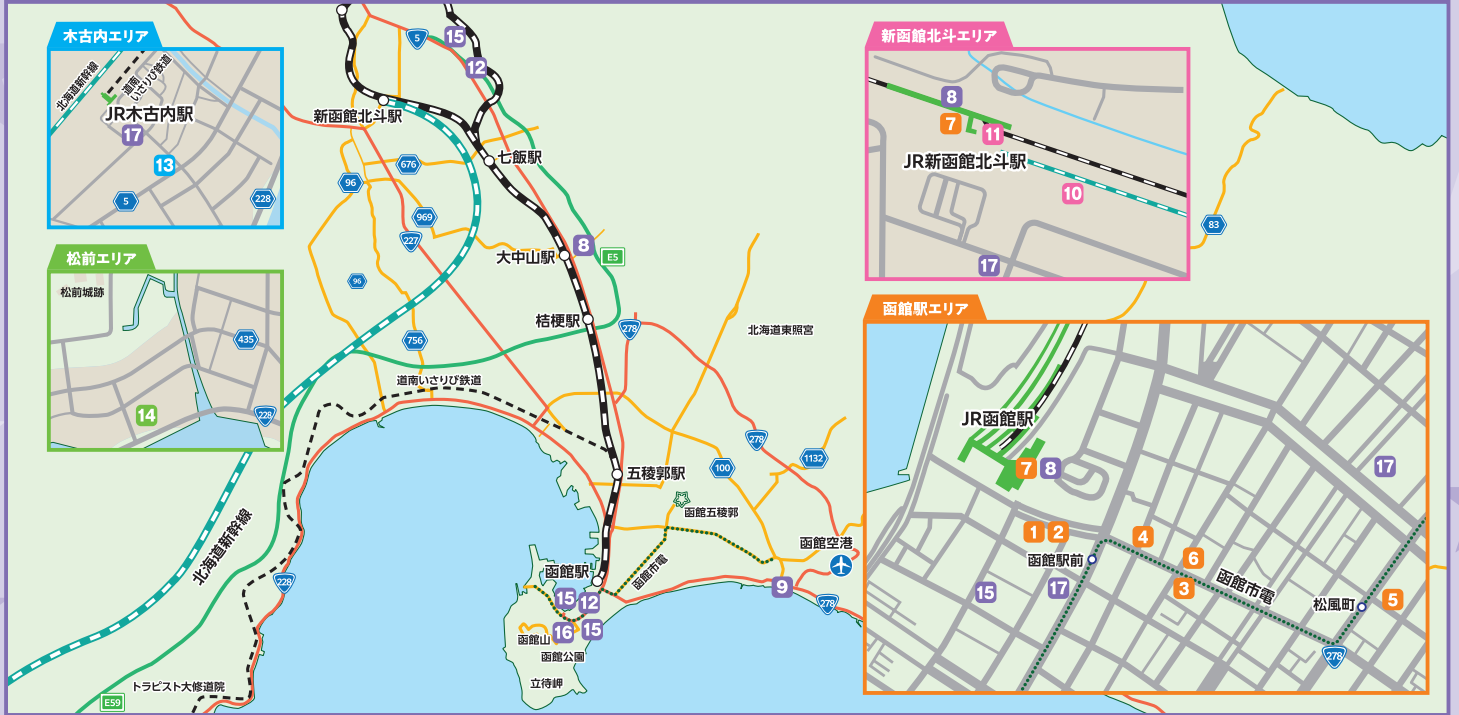 木古内エリア
北海道新幹線
道南
いさりび鉄道
JR木古内駅
17
13
5
228
松前エリア
松前城跡
435
14
228
5
15
12
新函館北斗駅
七飯駅
676
96
969
227
大中山駅
8
E5
96
桔梗駅
278
756
北海道東照宮
道南いさりび鉄道
278
1132
100
五稜郭駅
函館五稜郭
函館空港
北海道新幹線
函館駅
函館市電
228
9
278
15
12
16
15
函館山
函館公園
立待岬
トラピスト大修道院
E59
新函館北斗エリア
8
7
11
JR新函館北斗駅
10
17
83
函館駅エリア
JR函館駅
7
8
17
1
2
4
函館駅前
6
3
函館市電
15
17
松風町
5
278